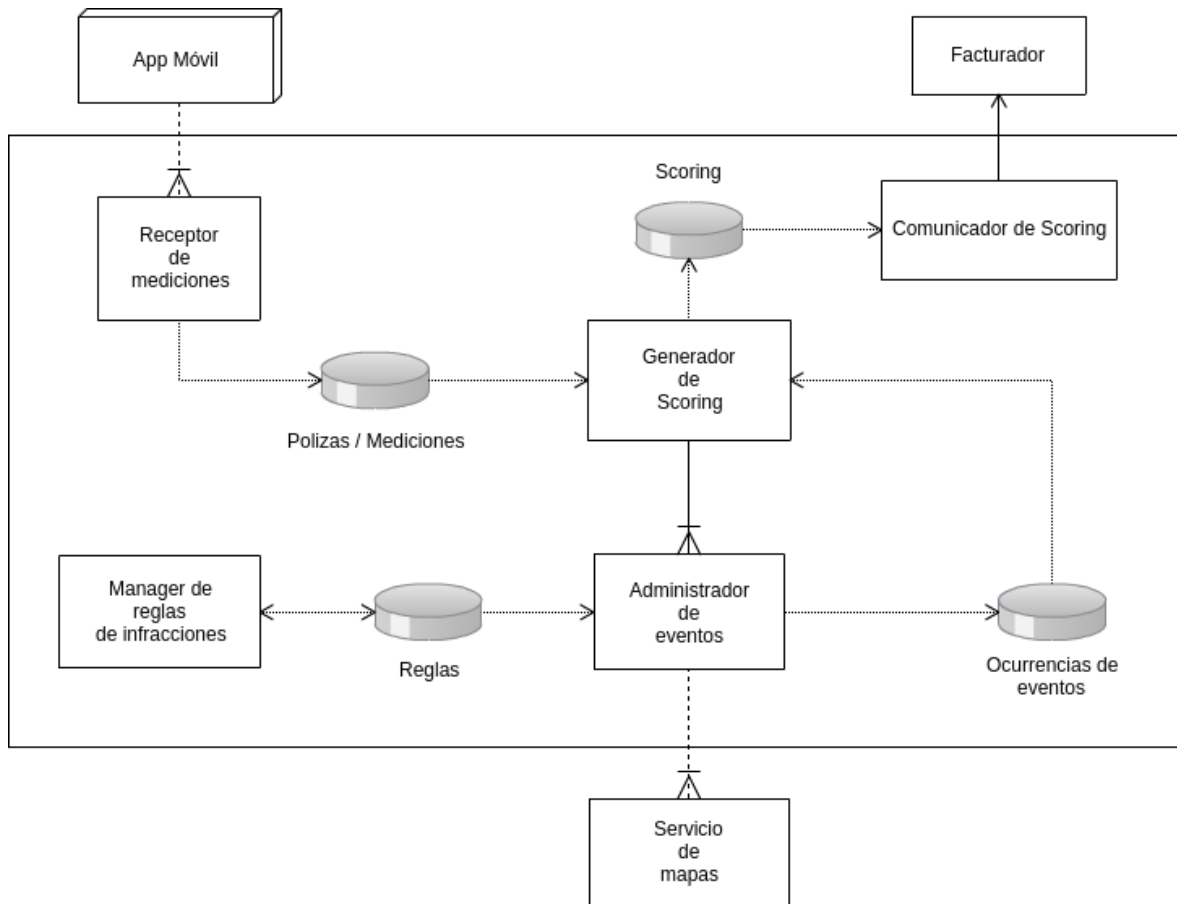 App Móvil
Facturador
Scoring
Receptor
de
mediciones
Comunicador de Scoring
Generador
de
Scoring
Polizas / Mediciones
Manager de
reglas
de infracciones
Administrador
de
eventos
Reglas
Ocurrencias de
eventos
Servicio
de
mapas